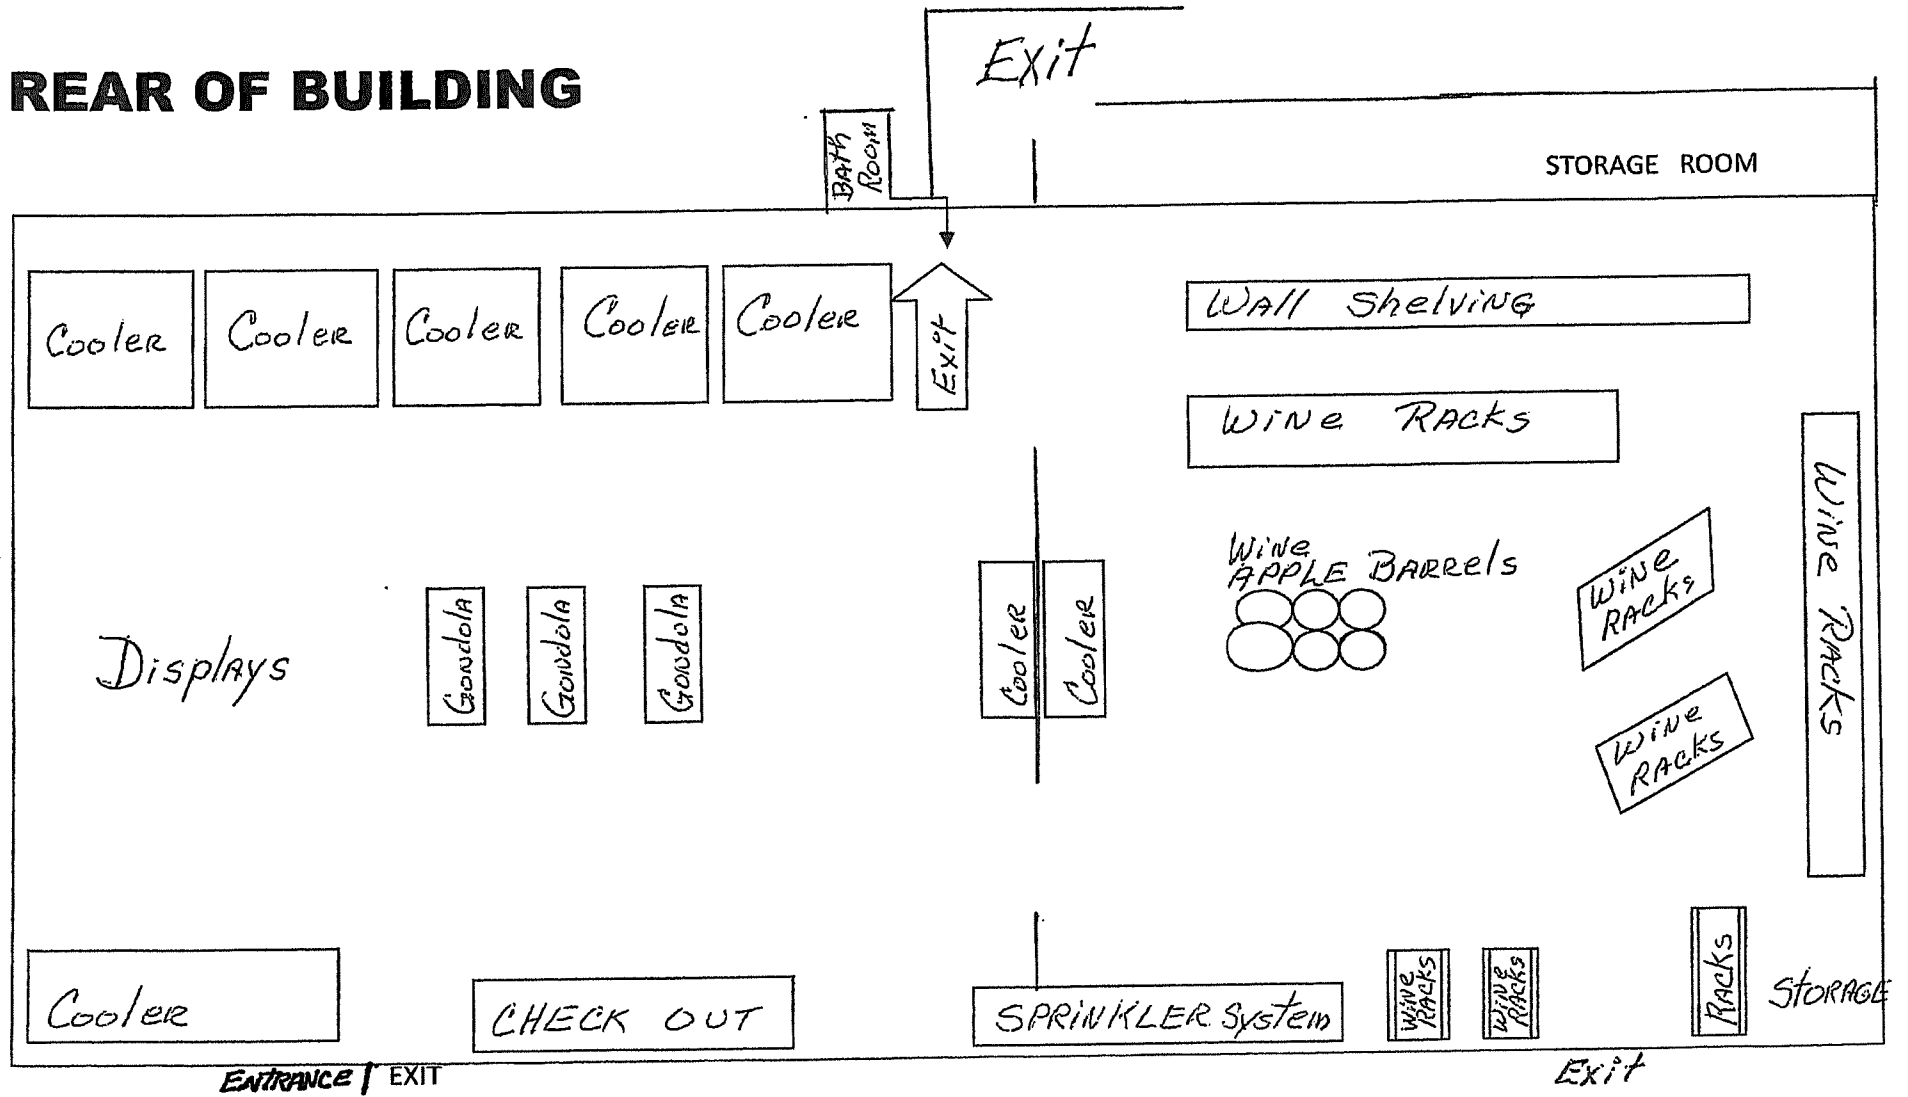 Exit
REAR OF BUILDING
Bath
Room
STORAGE ROOM
Cooler
Cooler
Cooler
Cooler
Cooler
Exit
Wall Shelving
Wine Racks
Wine Racks
Wine
APPLE BARRels
Wine
RACKs
Displays
Gondola
Gondola
Gondola
Cooler
Cooler
Wine
RACKs
Cooler
CHECK OUT
SPRiNKLER System
Wine
RACKs
Wine
RACKs
Racks
StORAGE
ENTRANCE / EXIT
Exit